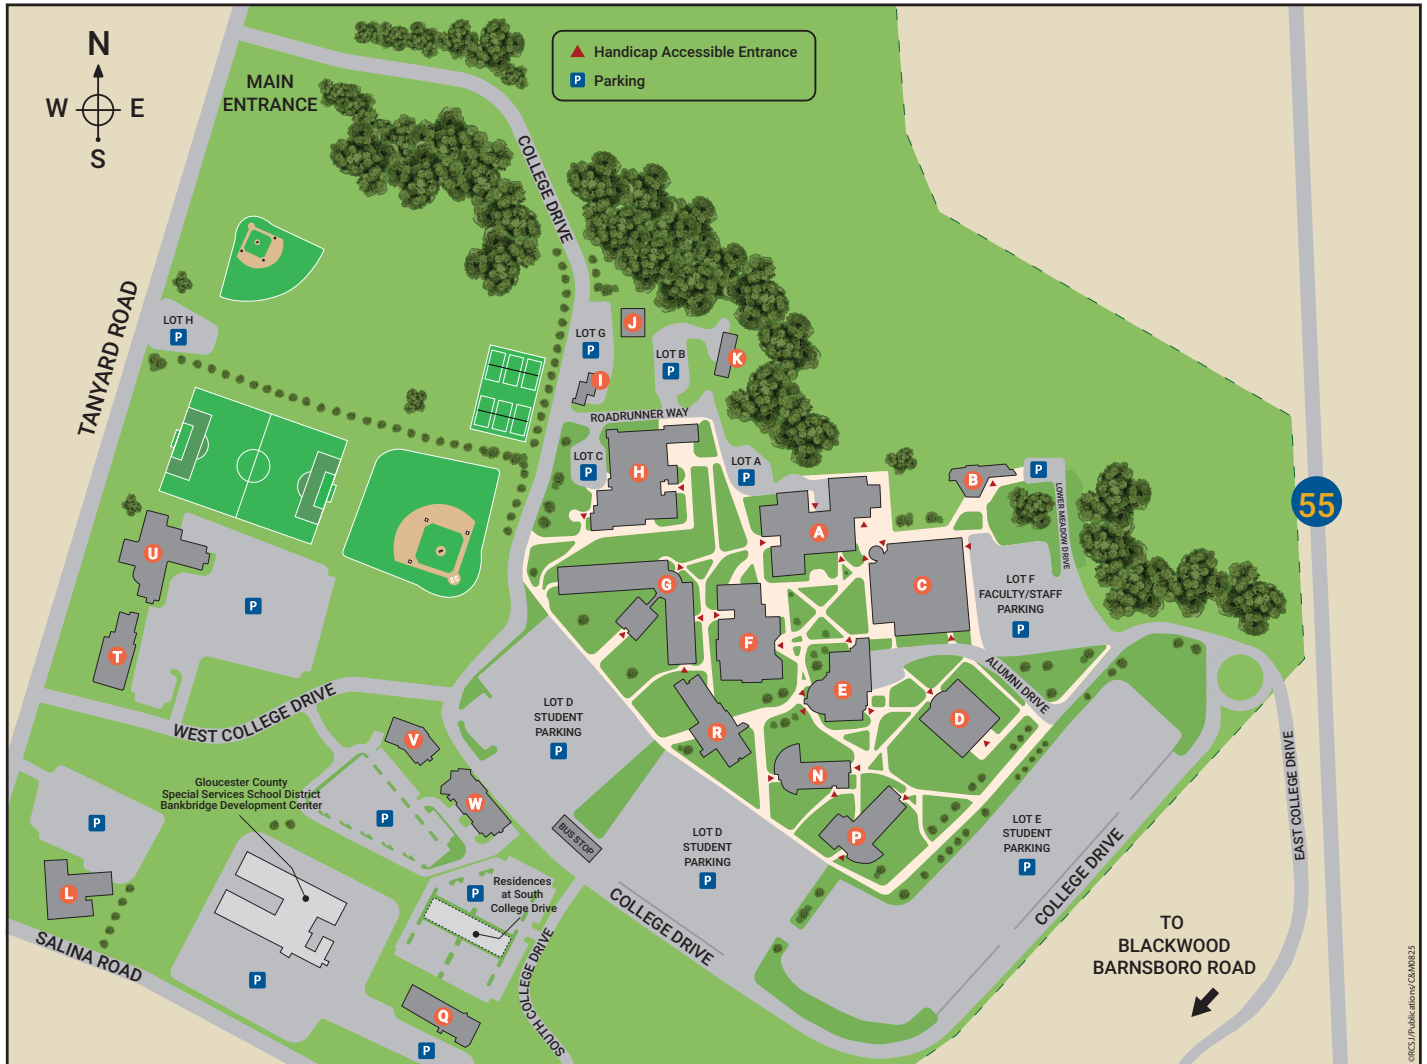 N
W
E
S
MAIN
ENTRANCE
Handicap Accessible Entrance
P
Parking
COLLEGE DRIVE
TANYARD ROAD
LOT H
P
LOT G
P
J
LOT B
P
K
I
ROADRUNNER WAY
LOT C
P
H
LOT A
P
B
P
LOWER MEADOW DRIVE
55
A
U
P
G
C
LOT F
FACULTY/STAFF
PARKING
P
T
F
E
ALUMNI DRIVE
D
WEST COLLEGE DRIVE
LOT D
STUDENT
PARKING
P
R
V
N
Gloucester County
Special Services School District
Bankbridge Development Center
W
P
P
BUS STOP
LOT D
STUDENT
PARKING
P
P
LOT E
STUDENT
PARKING
P
EAST COLLEGE DRIVE
COLLEGE DRIVE
L
P
Residences
at South
College Drive
COLLEGE DRIVE
TO
BLACKWOOD
BARNSBORO ROAD
SALINA ROAD
P
Q
P
SOUTH COLLEGE DRIVE
©RCSJ/Publications/C&M0825